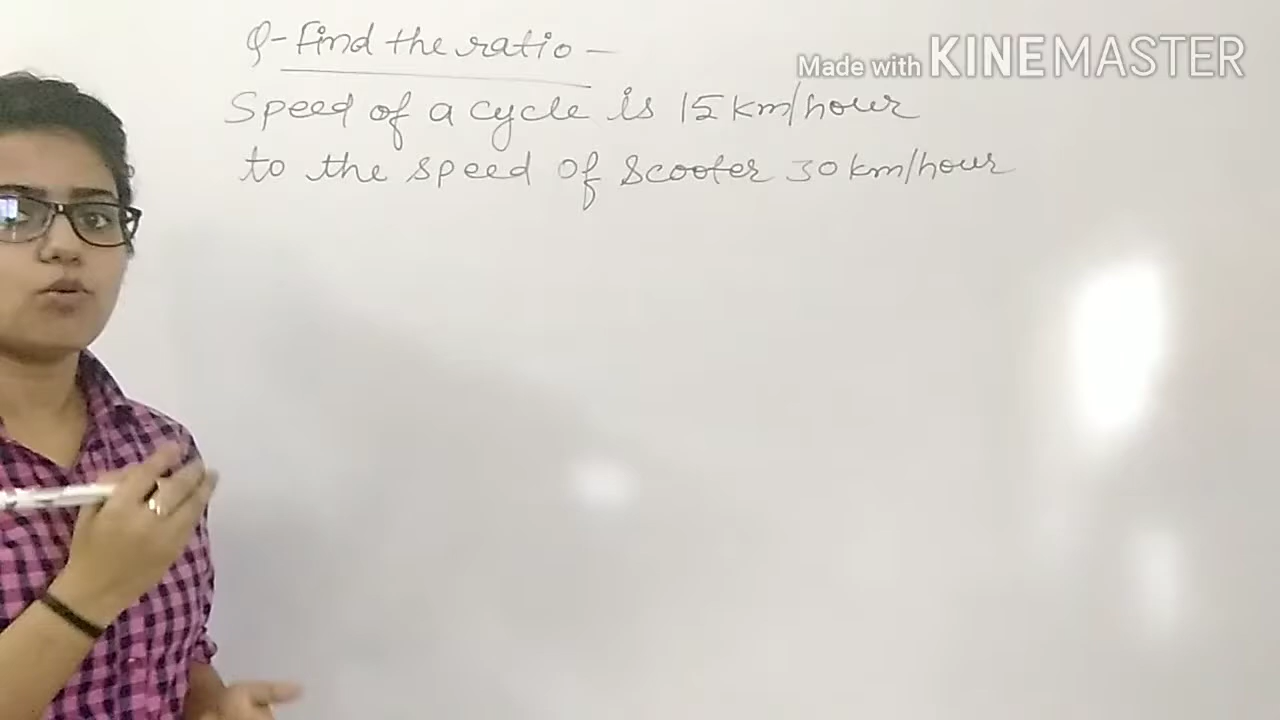 Q- Find the ratio -
Made with KINEMASTER
Speed of a cycle is 15 km/hour
to the speed of scooter 30 km/hour